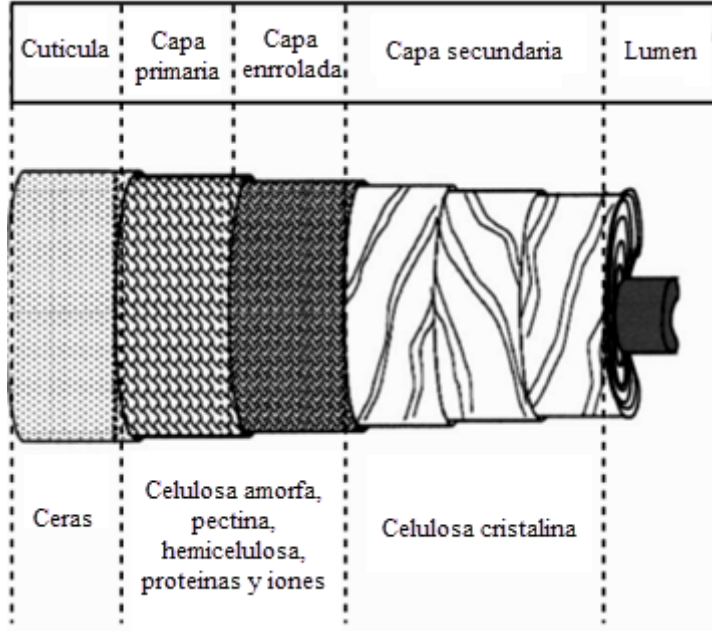 Cuticula
Capa
primaria
Capa
enrrolada
Capa secundaria
Lumen
Ceras
Celulosa amorfa,
pectina,
hemicelulosa,
proteinas y iones
Celulosa cristalina